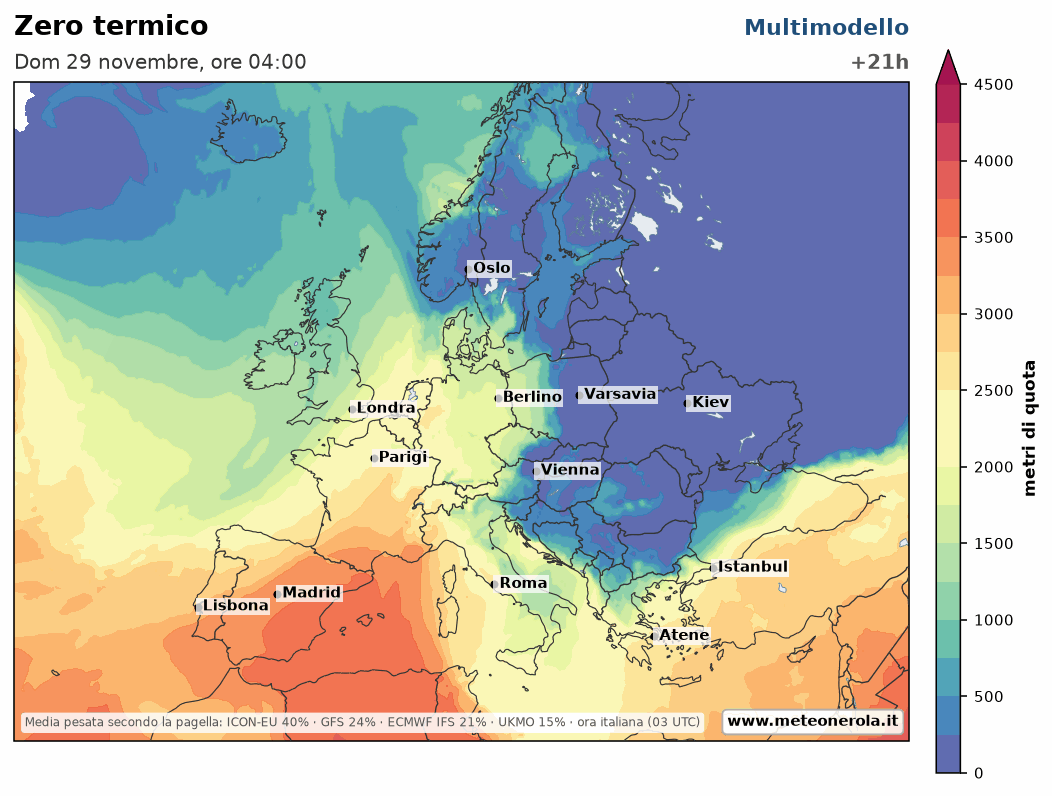 Zero termico
Multimodello
Dom 29 novembre, ore 04:00
+21h
4500
4000
3500
3000
2500
2000
1500
1000
500
0
metri di quota
Oslo
Berlino
Varsavia
Kiev
Londra
Parigi
Vienna
Istanbul
Roma
Madrid
Lisbona
Atene
Media pesata secondo la pagella: ICON-EU 40% · GFS 24% · ECMWF IFS 21% · UKMO 15% · ora italiana (03 UTC)
www.meteonerola.it